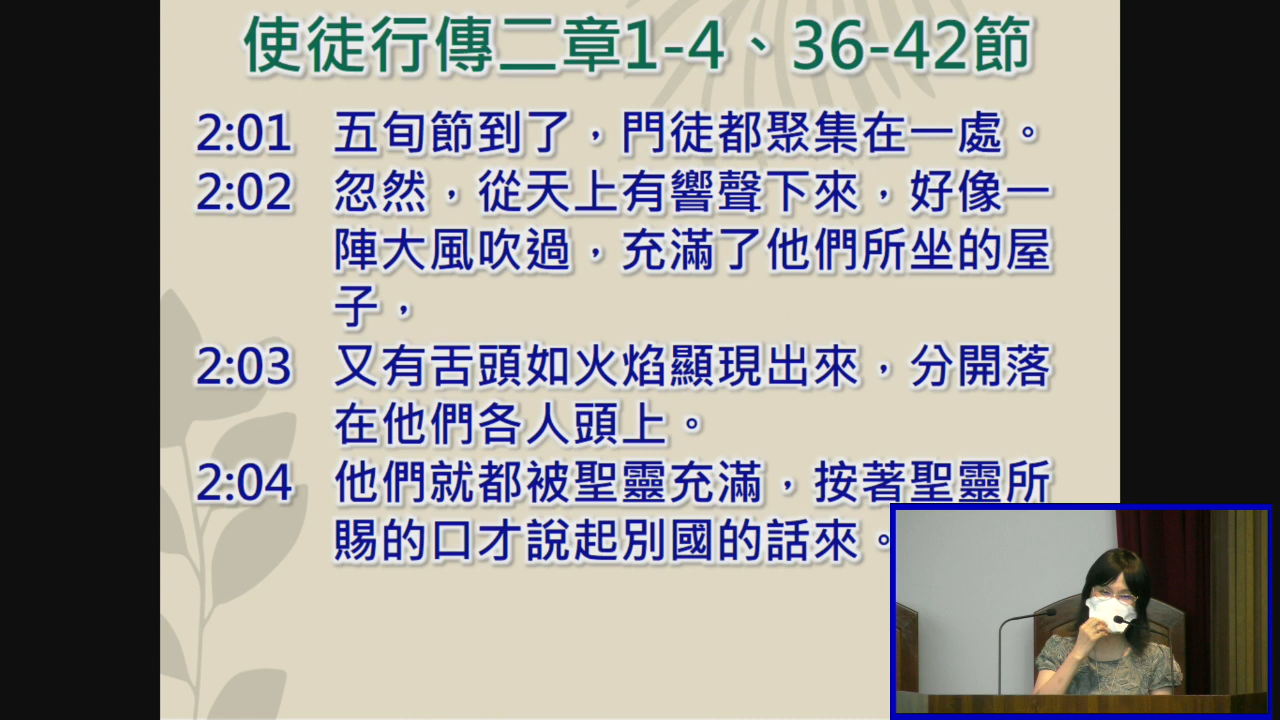 使徒行傳二章1-4、36-42節
2:01 五旬節到了，門徒都聚集在一處。
2:02 忽然，從天上有響聲下來，好像一
陣大風吹過，充滿了他們所坐的屋
子，
2:03 又有舌頭如火焰顯現出來，分開落
在他們各人頭上。
2:04 他們就都被聖靈充滿，按著聖靈所
賜的口才說起別國的話來。